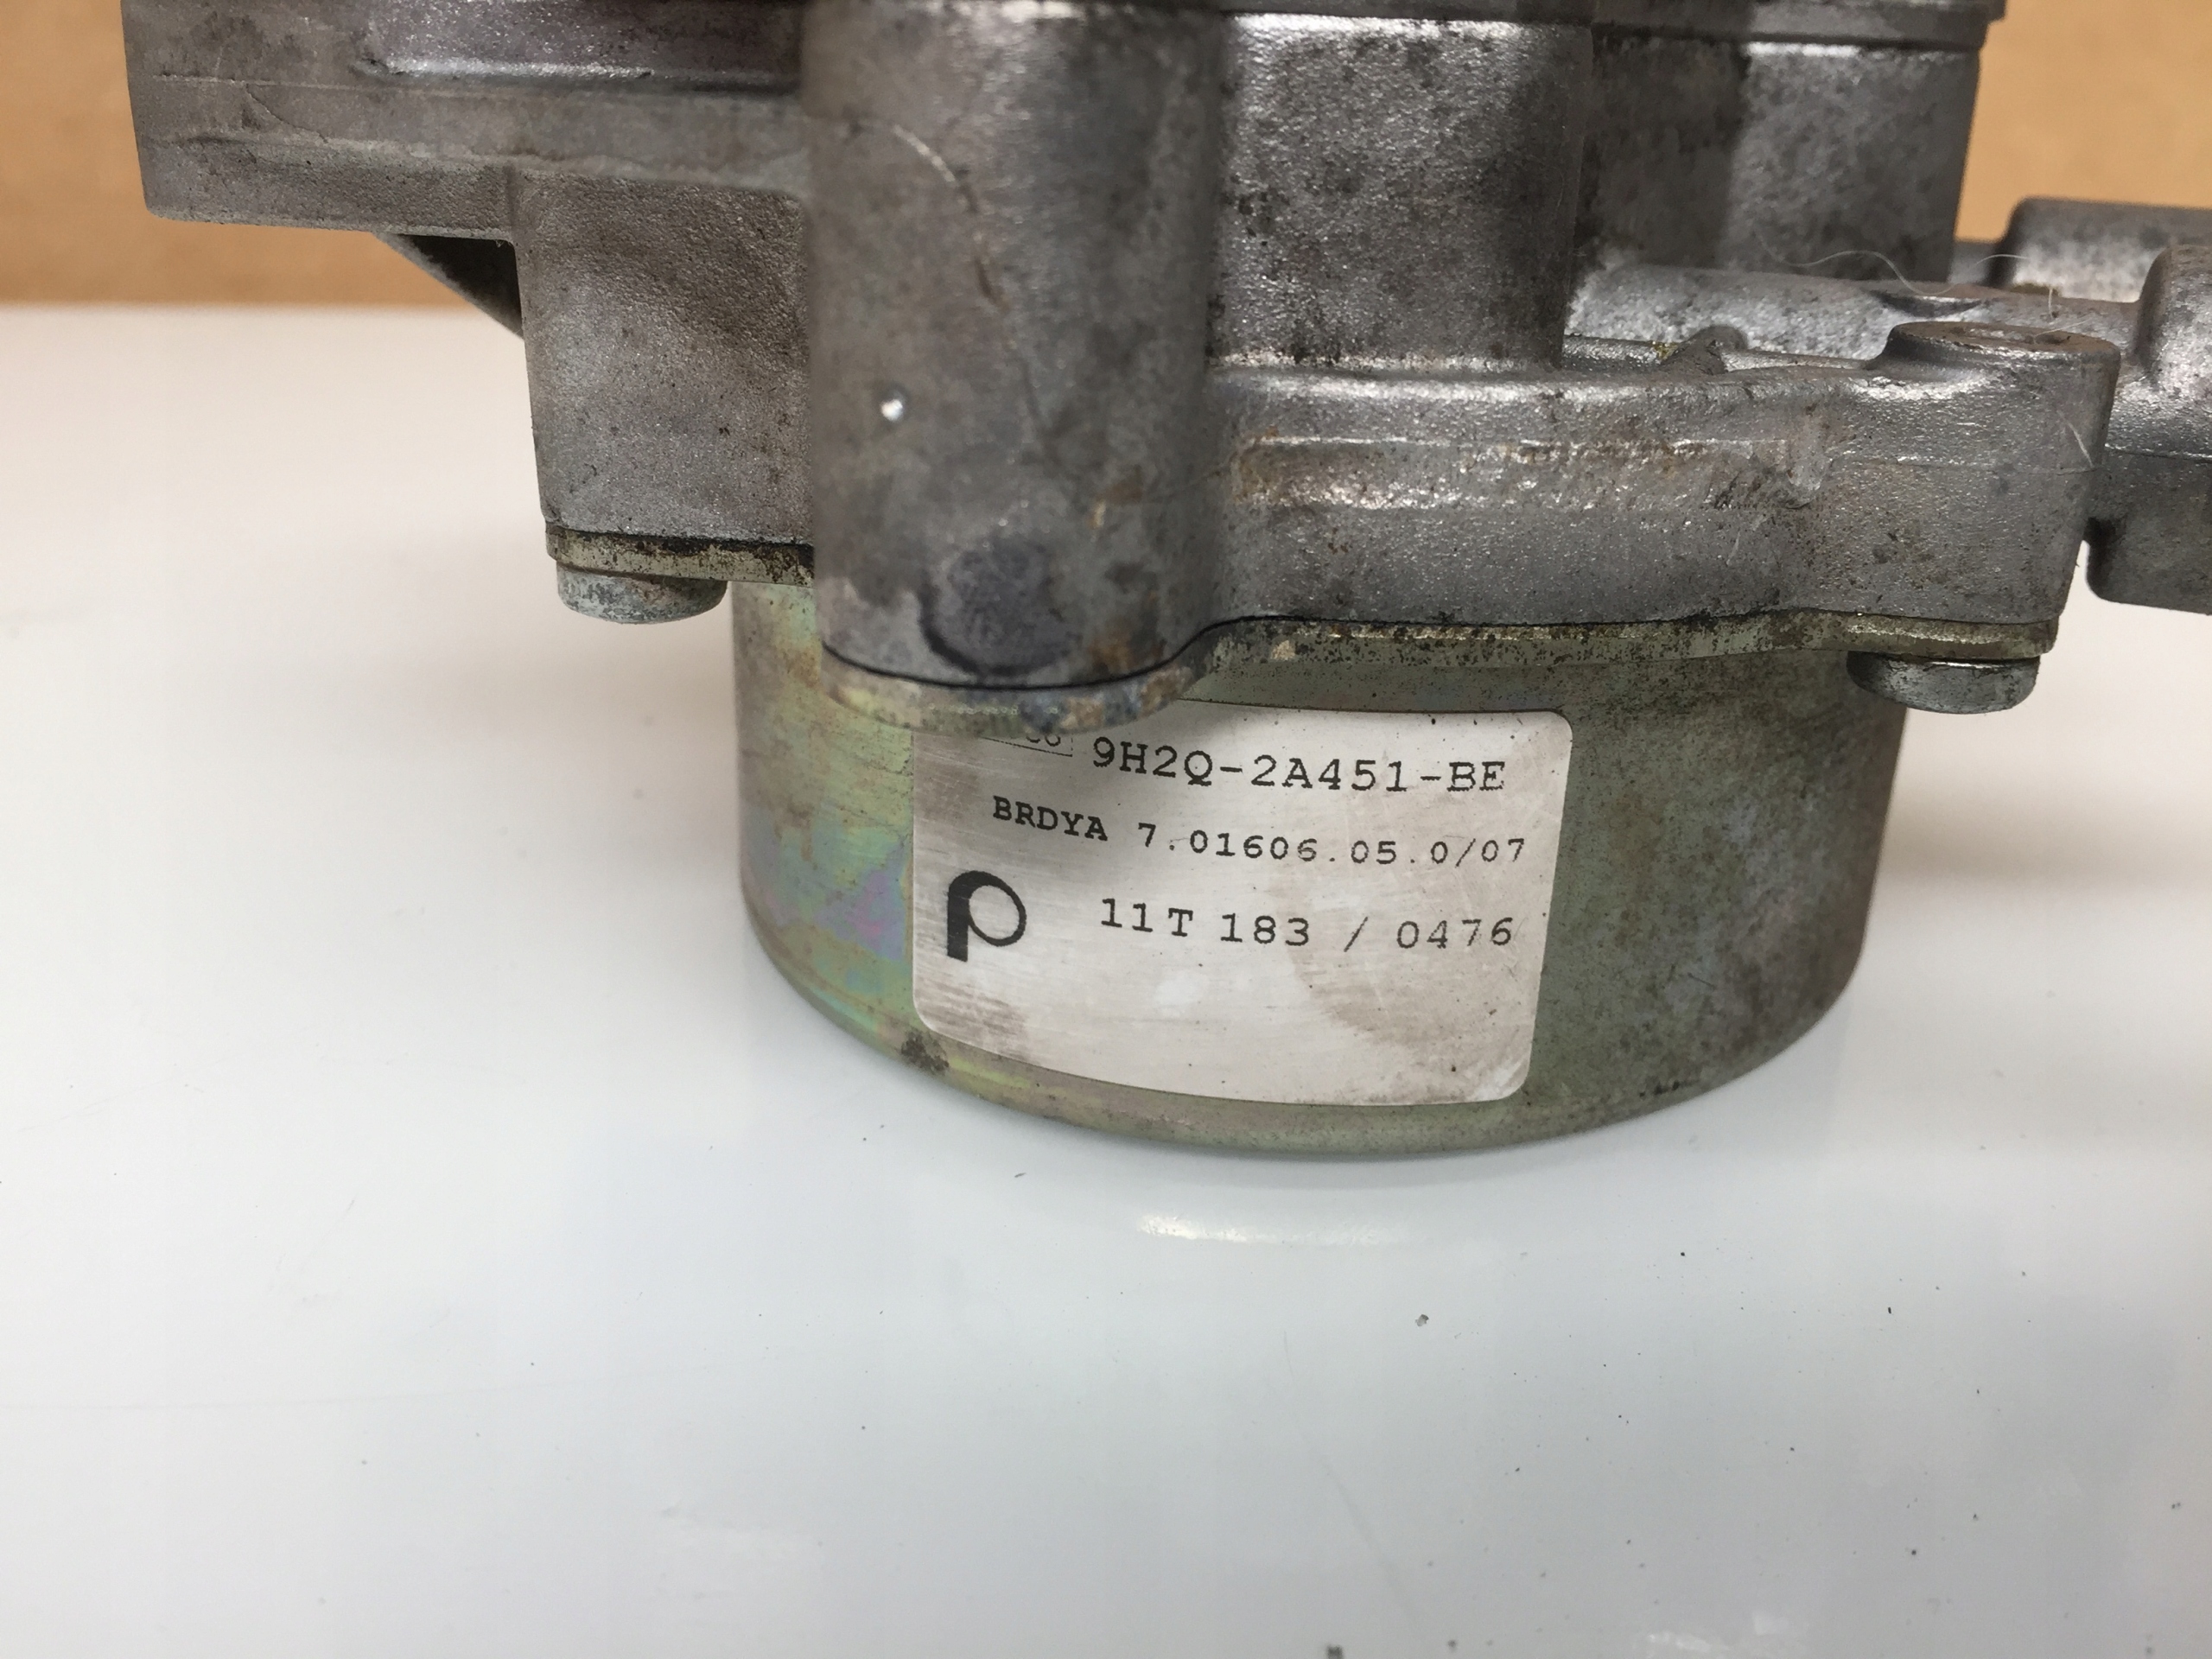 9H2Q-2A451-BE
BRDYA 7.01606.05.0/07
11T 183 / 0476